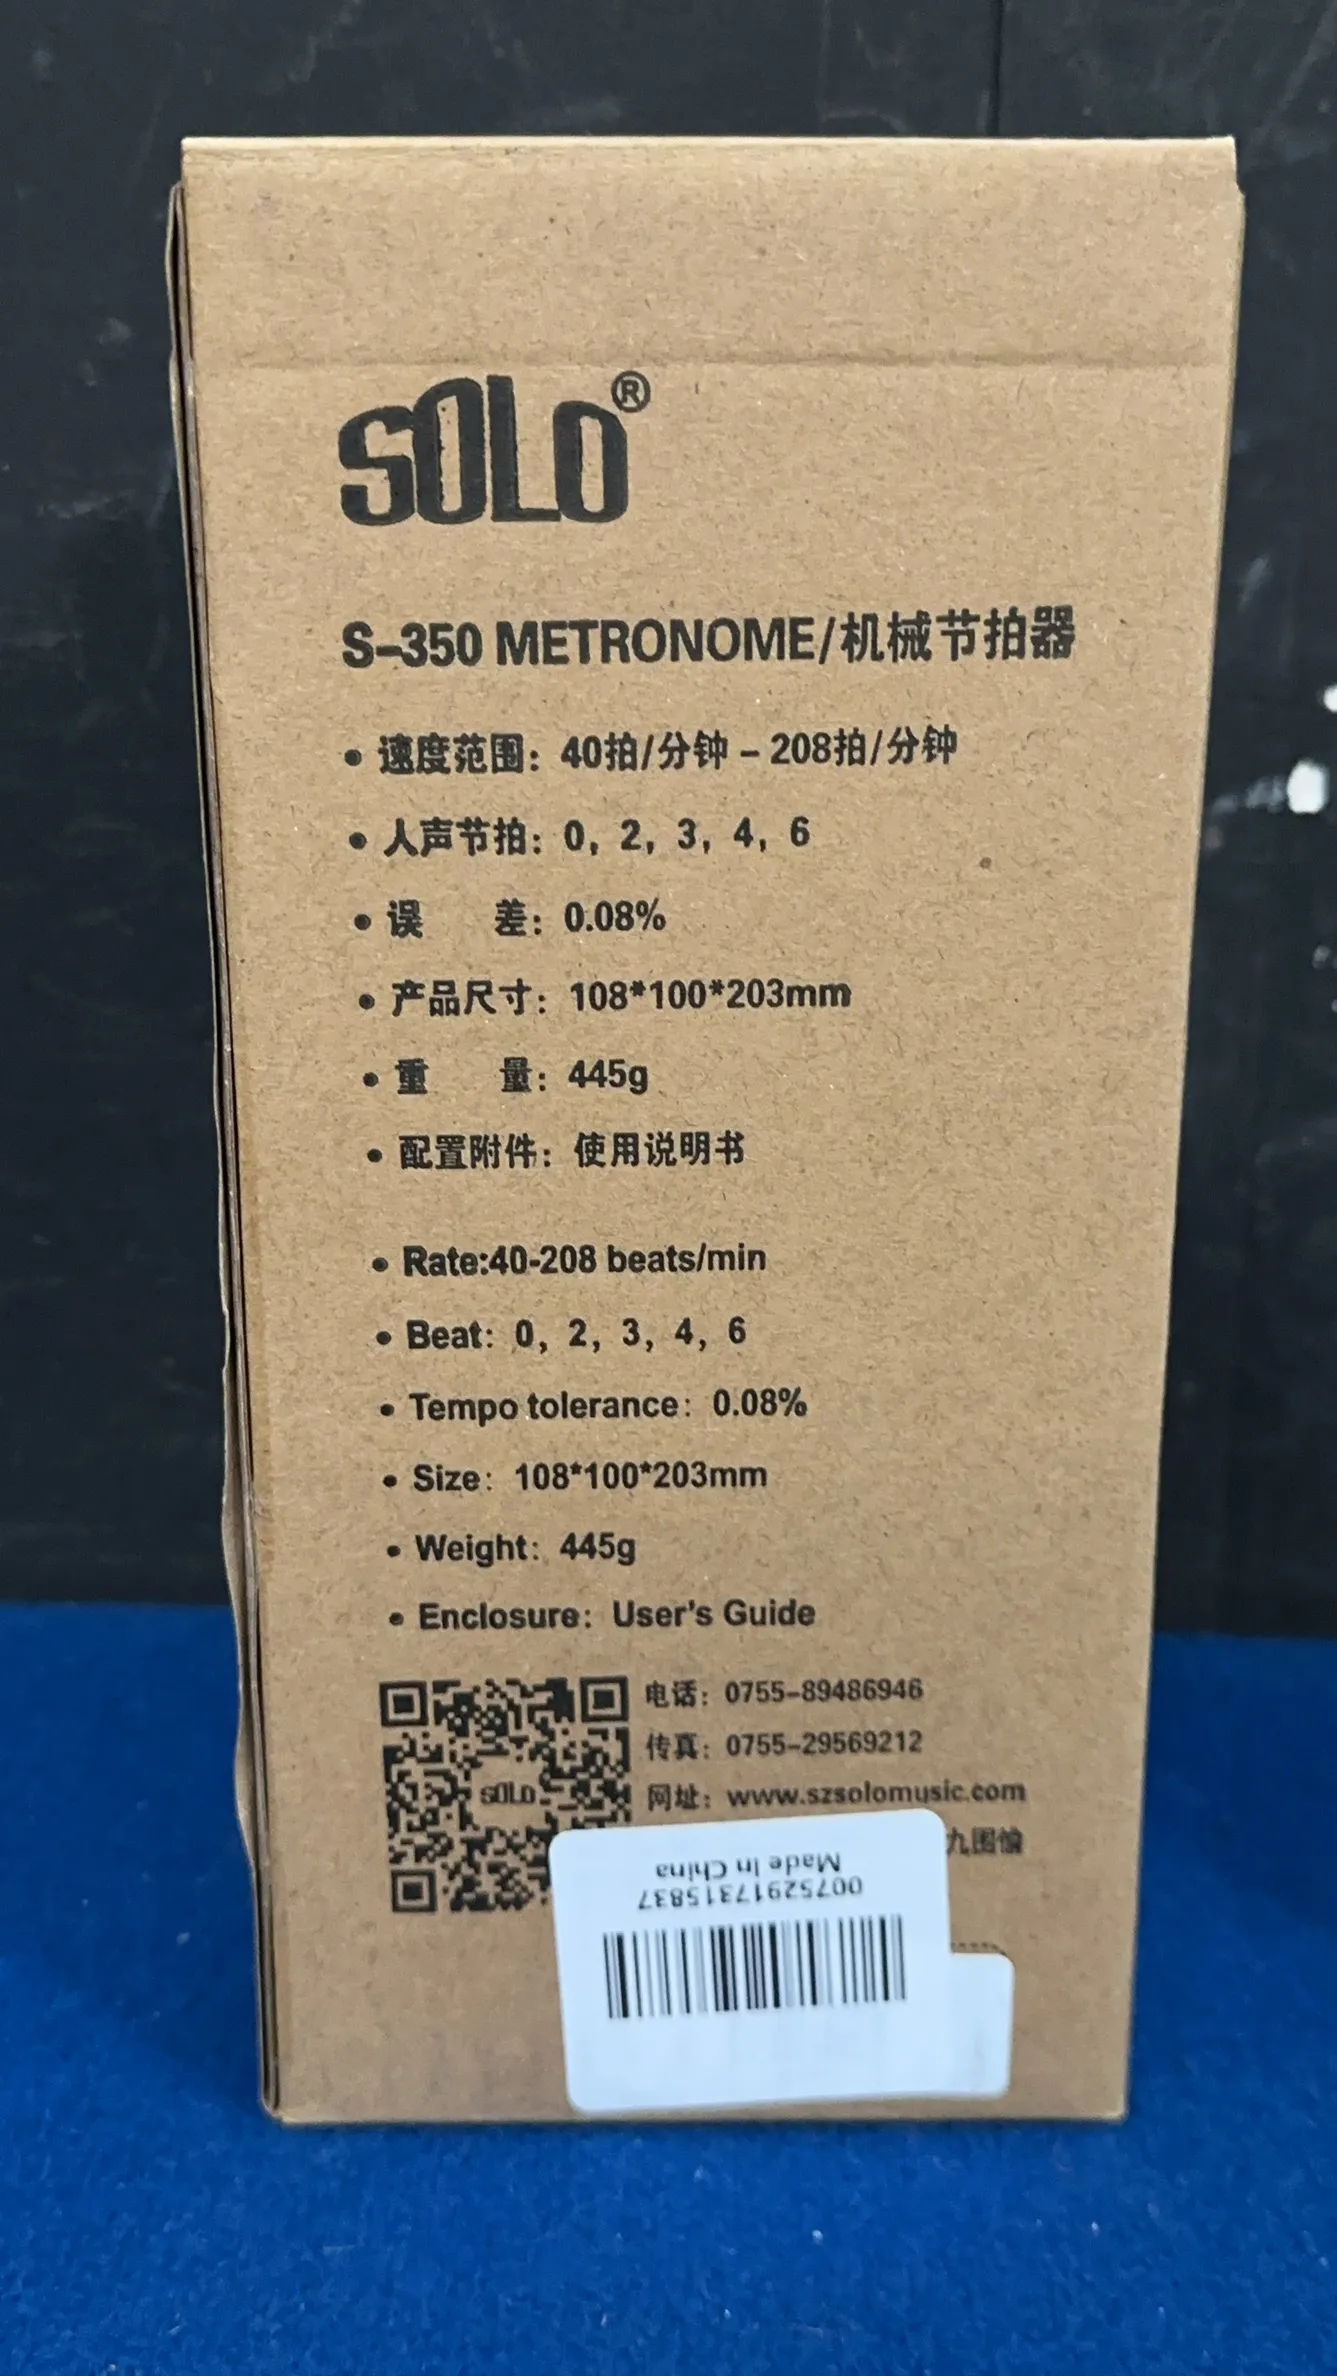 SOLO®
S-350 METRONOME/机械节拍器
• 速度范围：40拍/分钟 – 208拍/分钟
• 人声节拍：0，2，3，4，6
• 误 差：0.08%
• 产品尺寸：108*100*203mm
• 重 量：445g
• 配置附件：使用说明书
• Rate:40-208 beats/min
• Beat：0，2，3，4，6
• Tempo tolerance：0.08%
• Size：108*100*203mm
• Weight：445g
• Enclosure：User's Guide
SOLO
电话：0755-89486946
传真：0755-29569212
网址：www.szsolomusic.com
九围
0075291731583７
Made In China